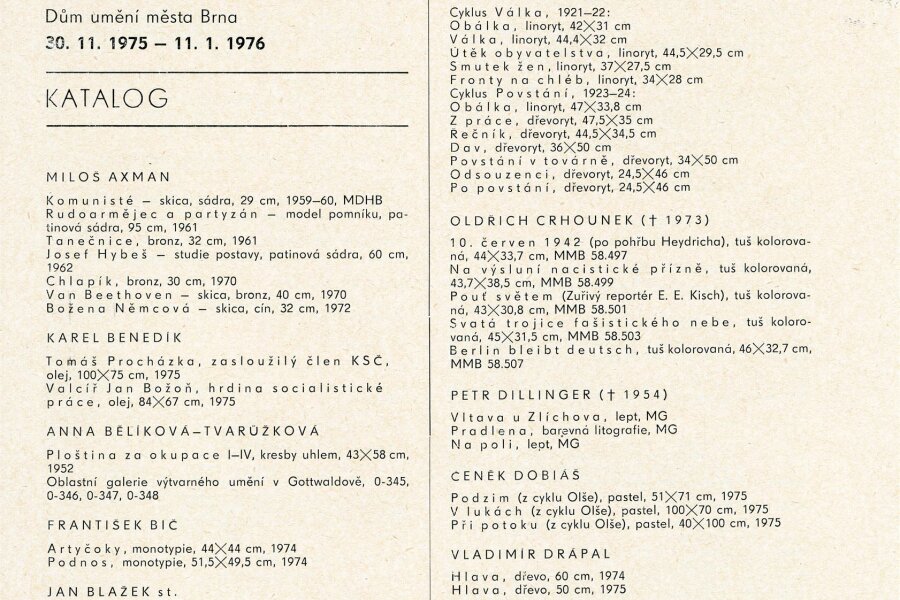 Dům umění města Brna
30. 11. 1975 — 11. 1. 1976
KATALOG
MILOŠ AXMAN
Komunisté — skica, sádra, 29 cm, 1959—60, MDHB
Rudoarmějec a partyzán — model pomníku, pa-
tinová sádra, 95 cm, 1961
Tanečnice, bronz, 32 cm, 1961
Josef Hybeš — studie postavy, patinová sádra, 60 cm,
1962
Chlapík, bronz, 30 cm, 1970
Van Beethoven — skica, bronz, 40 cm, 1970
Božena Němcová — skica, cín, 32 cm, 1972
KAREL BENEDÍK
Tomáš Procházka, zasloužilý člen KSČ,
olej, 100×75 cm, 1975
Valcíř Jan Božoň, hrdina socialistické
práce, olej, 84×67 cm, 1975
ANNA BĚLÍKOVÁ—TVARŮŽKOVÁ
Ploština za okupace I—IV, kresby uhlem, 43×58 cm,
1952
Oblastní galerie výtvarného umění v Gottwaldově, 0-345,
0-346, 0-347, 0-348
FRANTIŠEK BÍČ
Artyčoky, monotypie, 44×44 cm, 1974
Podnos, monotypie, 51,5×49,5 cm, 1974
JAN BLAŽEK st.
Cyklus Válka, 1921—22:
Obálka, linoryt, 42×31 cm
Válka, linoryt, 44,4×32 cm
Útěk obyvatelstva, linoryt, 44,5×29,5 cm
Smutek žen, linoryt, 37×27,5 cm
Fronty na chléb, linoryt, 34×28 cm
Cyklus Povstání, 1923—24:
Obálka, linoryt, 47×33,8 cm
Z práce, dřevoryt, 47,5×35 cm
Řečník, dřevoryt, 44,5×34,5 cm
Dav, dřevoryt, 36×50 cm
Povstání v továrně, dřevoryt, 34×50 cm
Odsouzenci, dřevoryt, 24,5×46 cm
Po povstání, dřevoryt, 24,5×46 cm
OLDŘICH CRHOUNEK († 1973)
10. červen 1942 (po pohřbu Heydricha), tuš kolorova-
ná, 44×33,7 cm, MMB 58.497
Na výsluní nacistické přízně, tuš kolorovaná,
43,7×38,5 cm, MMB 58.499
Pouť světem (Zuřivý reportér E. E. Kisch), tuš kolorova-
ná, 43×30,8 cm, MMB 58.501
Svatá trojice fašistického nebe, tuš koloro-
vaná, 45×31,5 cm, MMB 58.503
Berlin bleibt deutsch, tuš kolorovaná, 46×32,7 cm,
MMB 58.507
PETR DILLINGER († 1954)
Vltava u Zlíchova, lept, MG
Pradlena, barevná litografie, MG
Na poli, lept, MG
ČENĚK DOBIÁŠ
Podzim (z cyklu Olše), pastel, 51×71 cm, 1975
V lukách (z cyklu Olše), pastel, 100×70 cm, 1975
Při potoku (z cyklu Olše), pastel, 40×100 cm, 1975
VLADIMÍR DRÁPAL
Hlava, dřevo, 60 cm, 1974
Hlava, dřevo, 50 cm, 1975